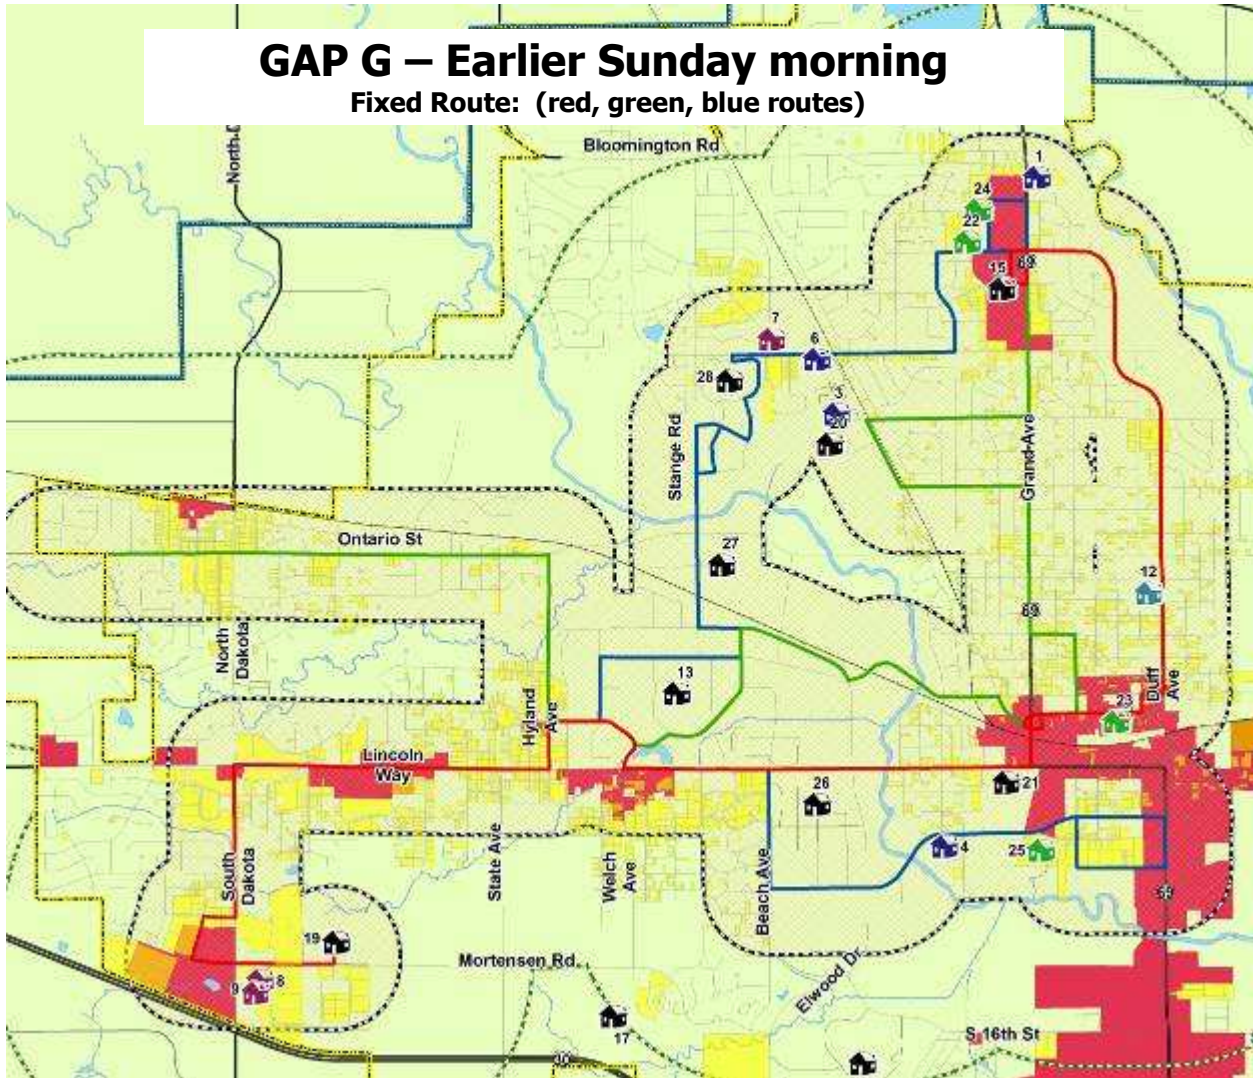 GAP G – Earlier Sunday morning
Fixed Route: (red, green, blue routes)
North D
Bloomington Rd
1
24
22
69
15
7
6
28
3
20
Stange Rd
Grand Ave
Ontario St
27
12
69
North
Dakota
13
Hyland
Ave
Duff
Ave
23
Lincoln
Way
26
21
4
25
South
Dakota
State Ave
Welch
Ave
Beach Ave
69
19
Mortensen Rd.
8
9
Elwood Dr
17
S 16th St
30